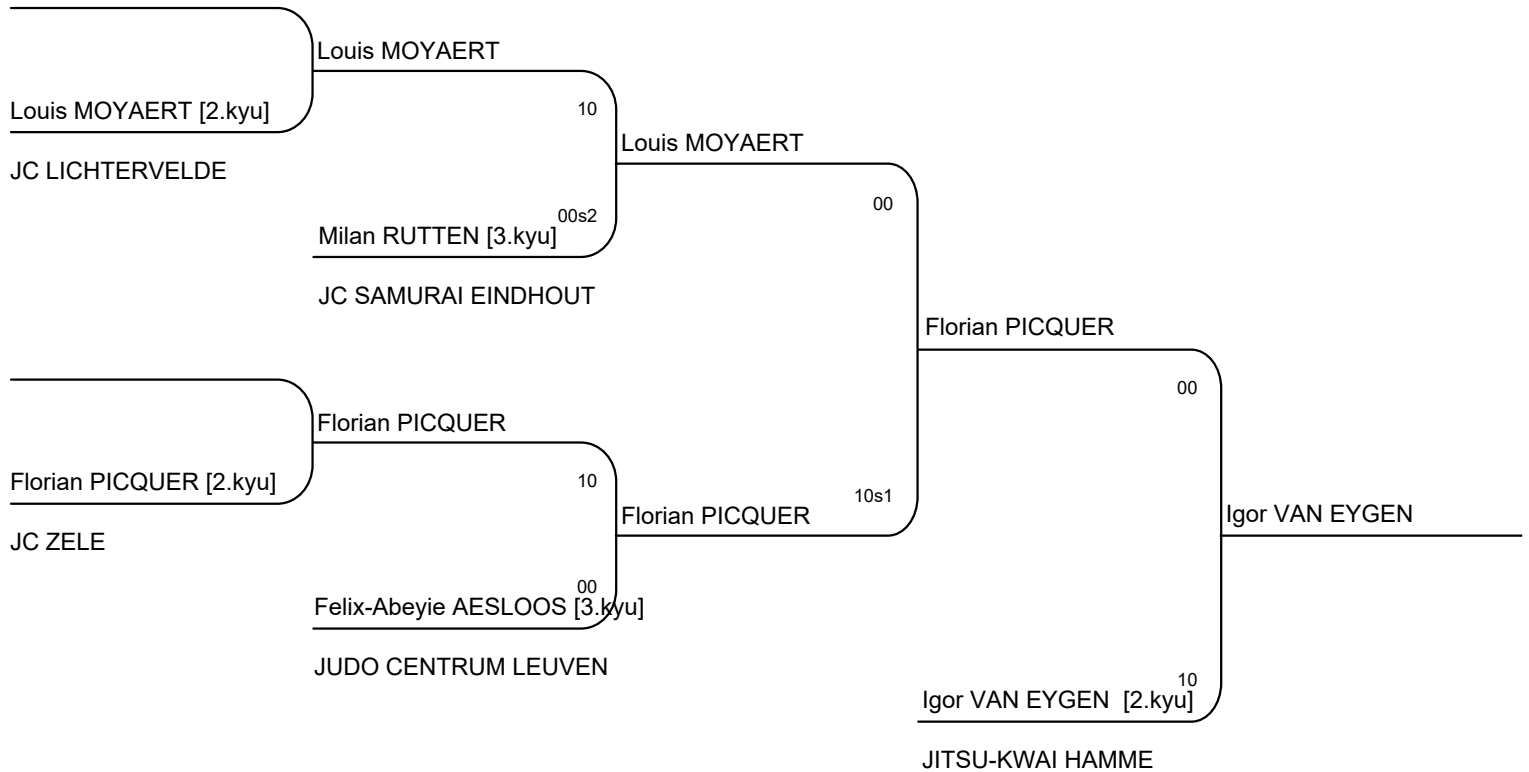 Louis MOYAERT
Louis MOYAERT [2.kyu]
10
Louis MOYAERT
JC LICHTERVELDE
00
00s2
Milan RUTTEN [3.kyu]
JC SAMURAI EINDHOUT
Florian PICQUER
00
Florian PICQUER
Florian PICQUER [2.kyu]
10
10s1
Florian PICQUER
Igor VAN EYGEN
JC ZELE
00
Felix-Abeyie AESLOOS [3.kyu]
JUDO CENTRUM LEUVEN
10
Igor VAN EYGEN [2.kyu]
JITSU-KWAI HAMME